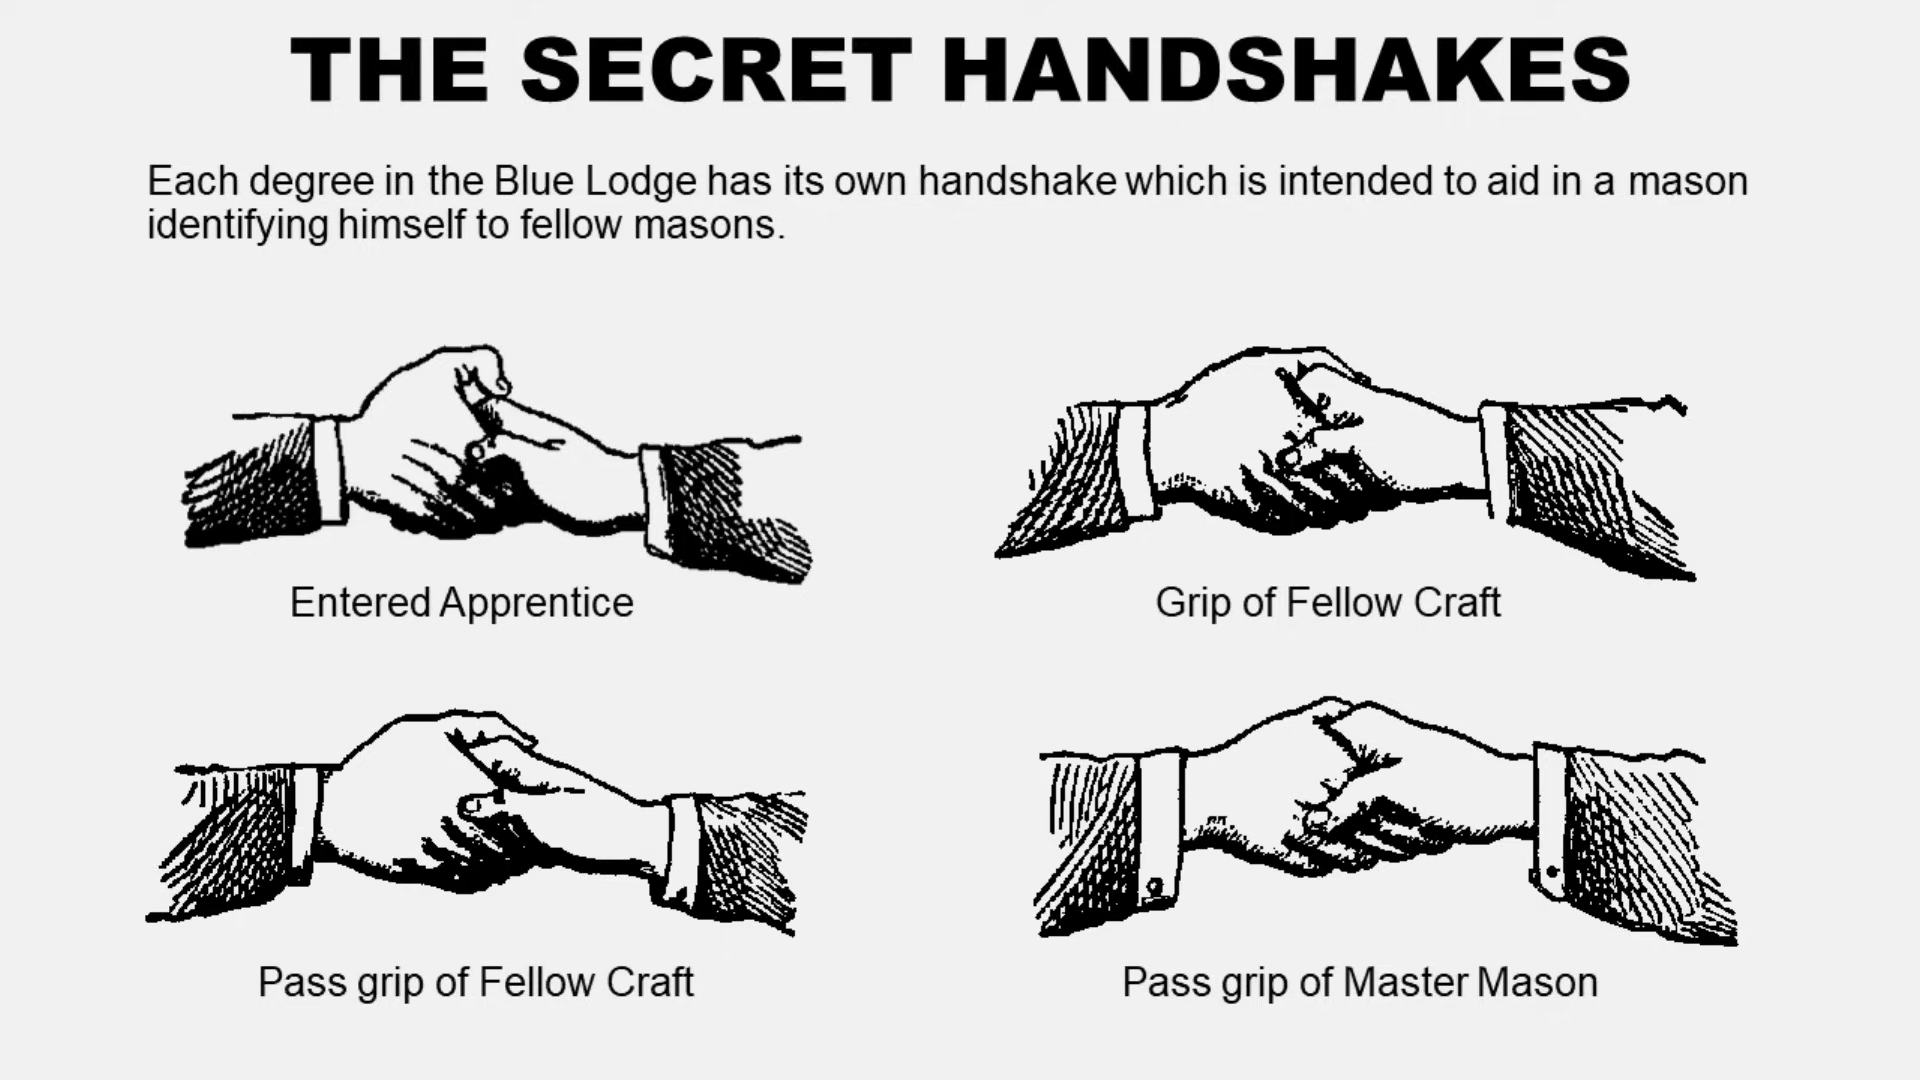 THE SECRET HANDSHAKES
Each degree in the Blue Lodge has its own handshake which is intended to aid in a mason
identifying himself to fellow masons.
Entered Apprentice
Grip of Fellow Craft
Pass grip of Fellow Craft
Pass grip of Master Mason